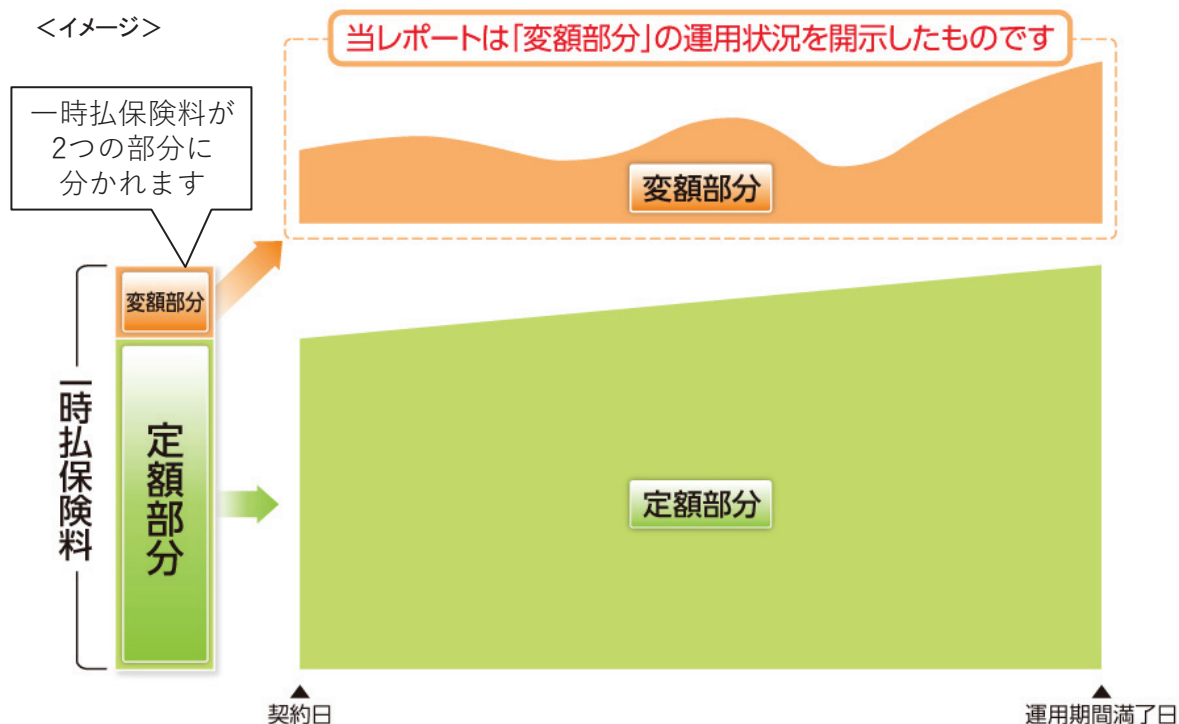 ＜イメージ＞
当レポートは「変額部分」の運用状況を開示したものです
一時払保険料が
2つの部分に
分かれます
変額部分
変額部分
一時払保険料
定額部分
定額部分
▲
契約日
▲
運用期間満了日